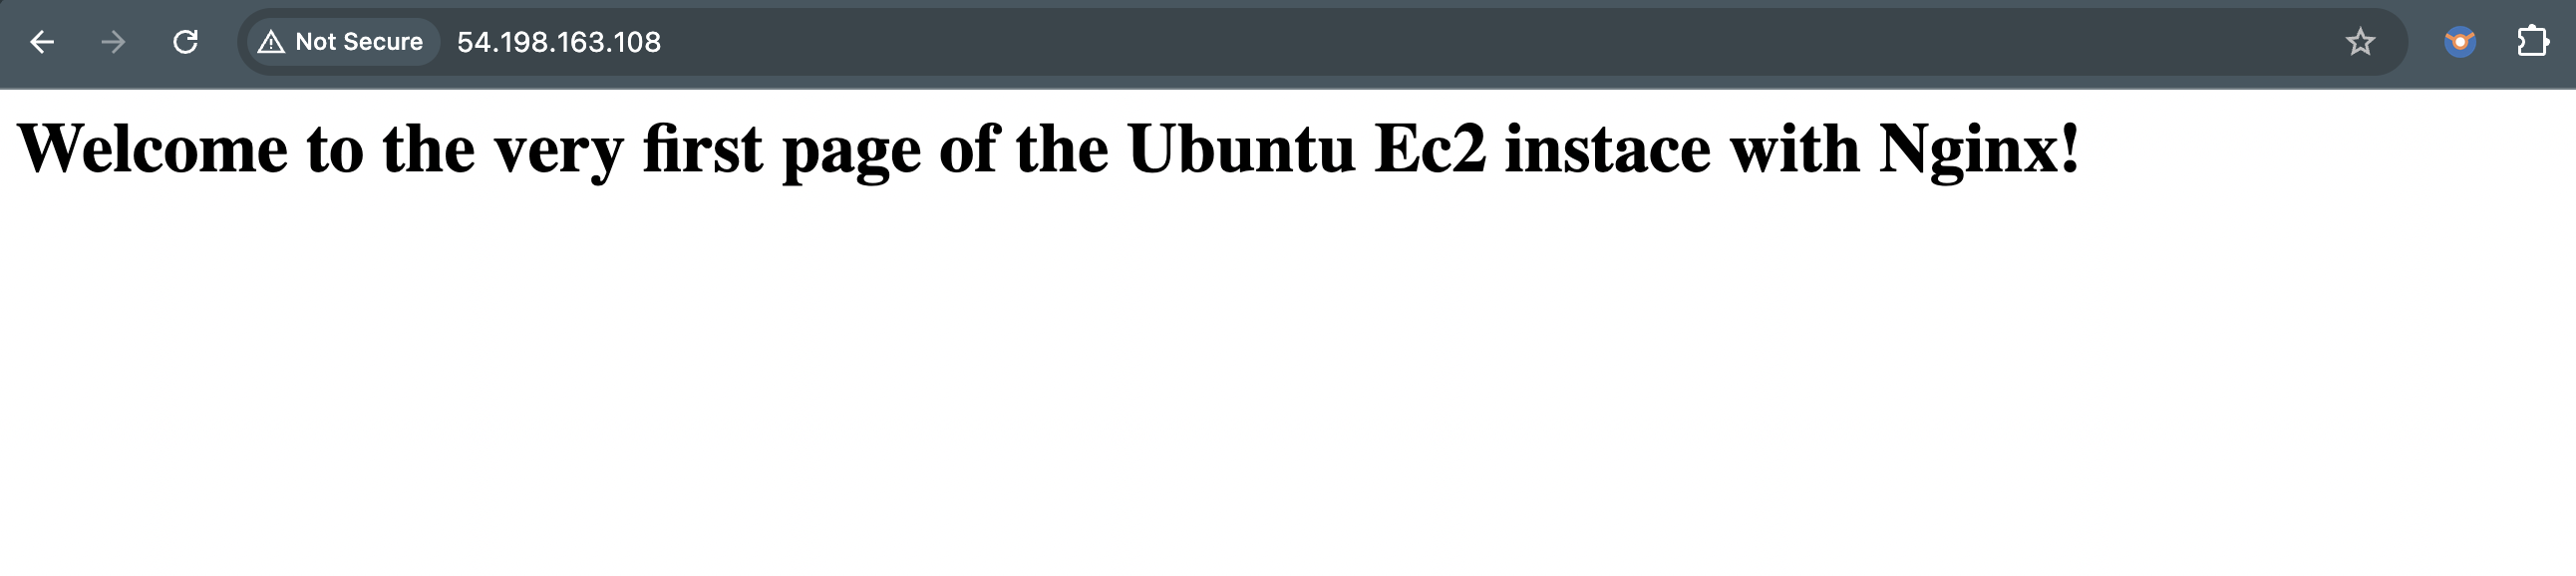 Not Secure 54.198.163.108
Welcome to the very first page of the Ubuntu Ec2 instace with Nginx!